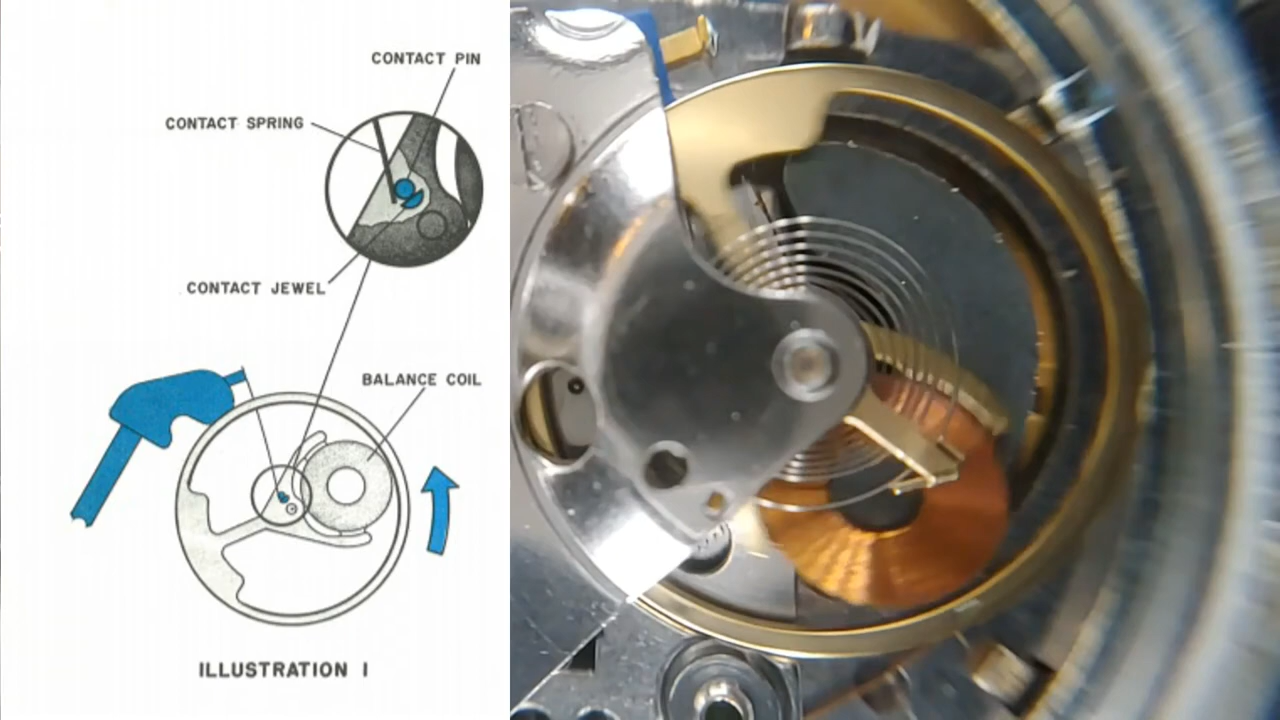 CONTACT PIN
CONTACT SPRING
CONTACT JEWEL
BALANCE COIL
ILLUSTRATION I